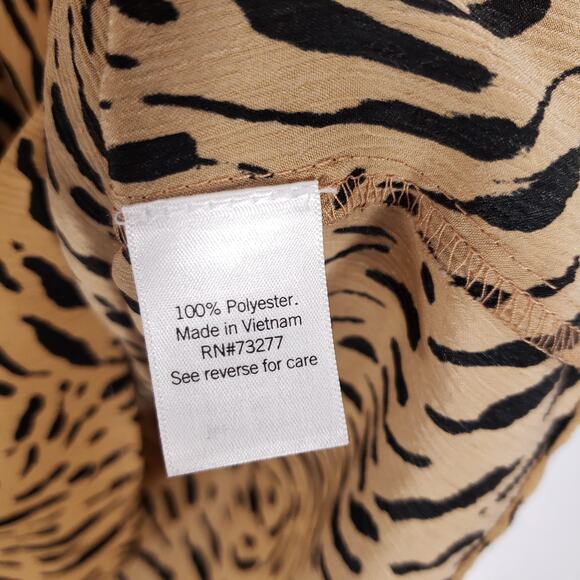 100% Polyester.
Made in Vietnam
RN#73277
See reverse for care